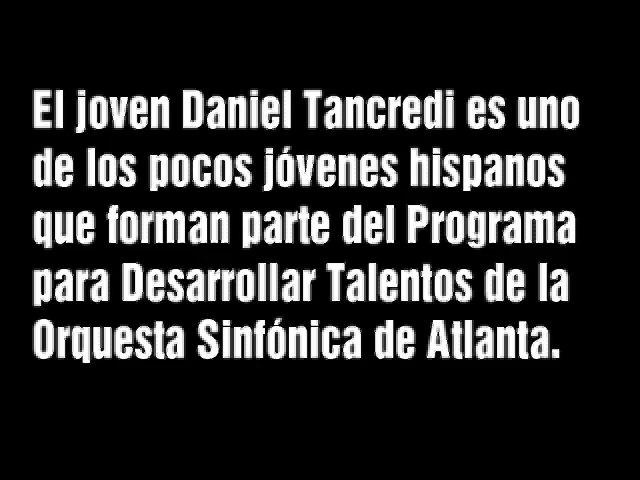 El joven Daniel Tancredi es uno
de los pocos jóvenes hispanos
que forman parte del Programa
para Desarrollar Talentos de la
Orquesta Sinfónica de Atlanta.